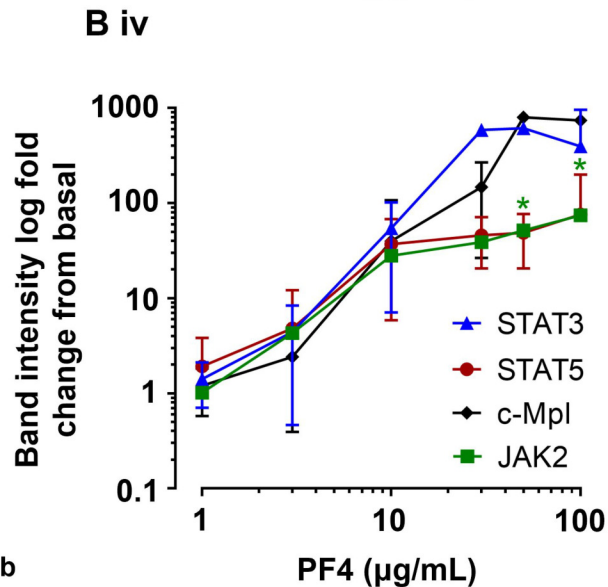 B iv
Band intensity log fold
change from basal
1000
100
10
1
0.1
*
*
STAT3
STAT5
c-Mpl
JAK2
1
10
100
PF4 (µg/mL)
b